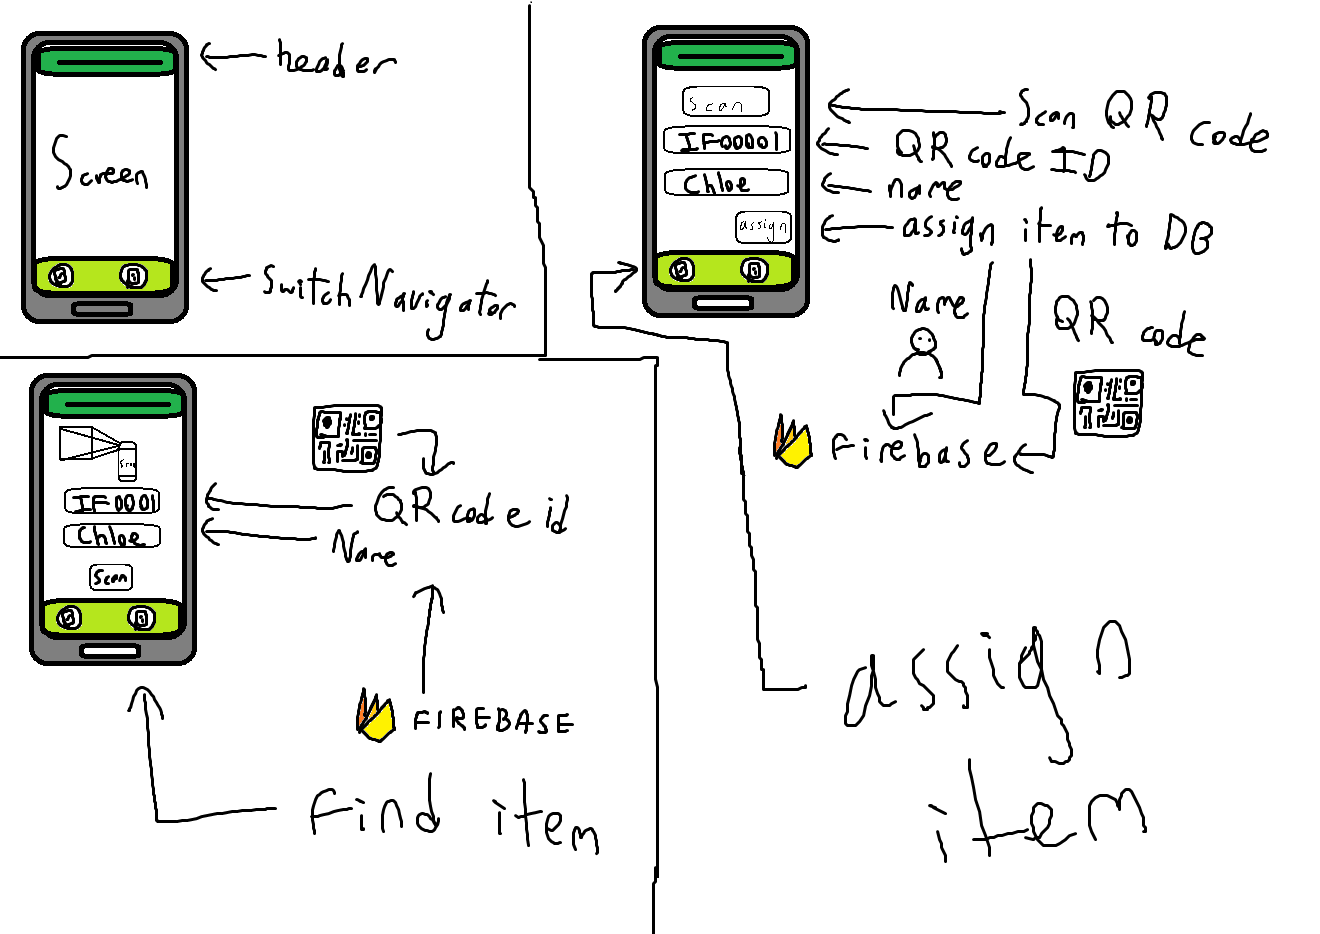 header
Screen
SwitchNavigator
Scan
IF00001
Chloe
assign
Scan QR code
QR code ID
name
assign item to DB
Name
QR code
Firebase
assign
item
Scan
IF0001
Chloe
Scan
QR code id
Name
FIREBASE
Find item